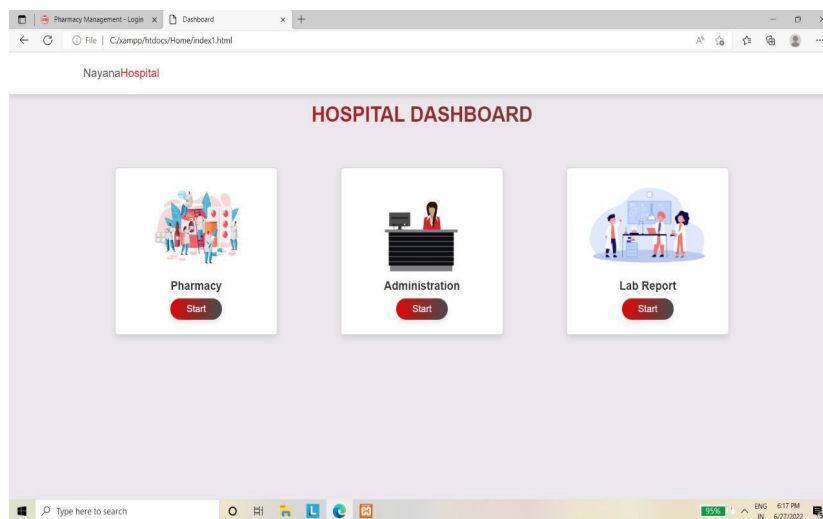 Pharmacy Management - Login
Dashboard
File C:/xampp/htdocs/Home/index1.html
NayanaHospital
HOSPITAL DASHBOARD
Pharmacy
Start
Administration
Start
Lab Report
Start
Type here to search
95%
ENG
IN
6:17 PM
6/27/2022